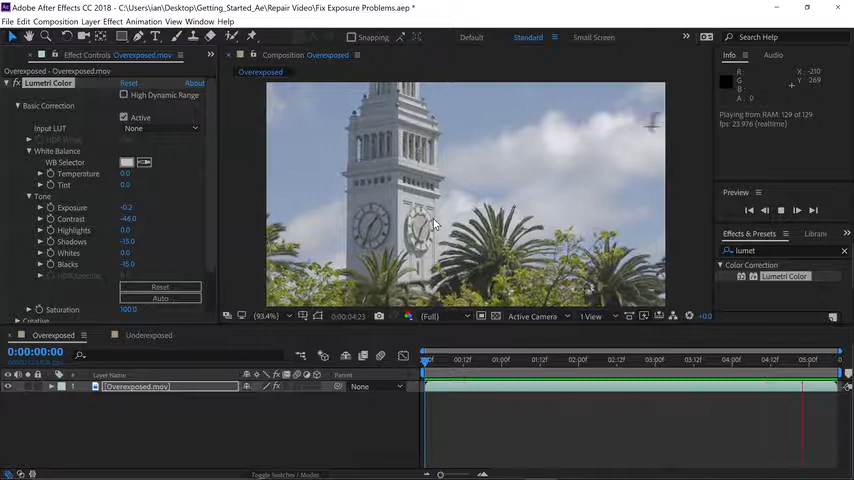 Adobe After Effects CC 2018 - C:\Users\ian\Desktop\Getting_Started_Ae\Repair Video\Fix Exposure Problems.aep *
File Edit Composition Layer Effect Animation View Window Help
Snapping
Default
Standard
Small Screen
Search Help
Effect Controls Overexposed.mov
Composition Overexposed
Info
Audio
Overexposed - Overexposed.mov
Overexposed
fx Lumetri Color
Reset
About...
High Dynamic Range
Basic Correction
Active
Input LUT
None
HDR White
White Balance
WB Selector
Temperature
0.0
Tint
0.0
Tone
Exposure
-0.2
Contrast
-46.0
Highlights
0.0
Shadows
-15.0
Whites
0.0
Blacks
-15.0
HDR Specular
Reset
Auto
Saturation
100.0
Creative
R:
G:
B:
A: 0
X: -210
Y: 269
Playing from RAM: 129 of 129
fps: 23.976 (realtime)
Preview
Effects & Presets
Librarie
lumet
Color Correction
Lumetri Color
(93.4%)
0:00:04:23
(Full)
Active Camera
1 View
+0.0
Overexposed
Underexposed
0:00:00:00
# Layer Name
Parent
1 [Overexposed.mov]
fx
None
00:12f
01:00f
01:12f
02:00f
02:12f
03:00f
03:12f
04:00f
04:12f
05:00f
Toggle Switches / Modes